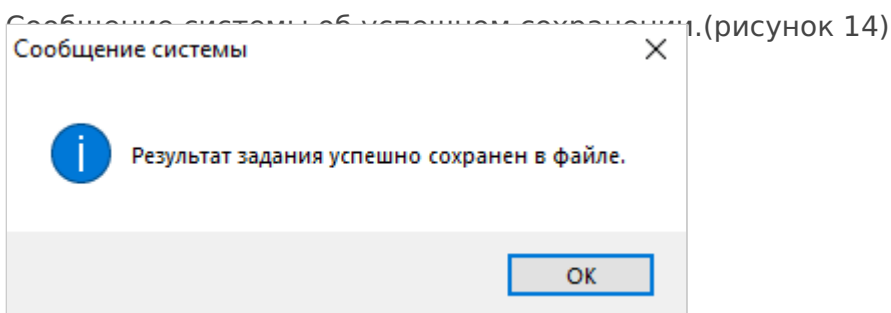 Сообщение системы об успешном сохранении.(рисунок 14)
Сообщение системы
Результат задания успешно сохранен в файле.
OK